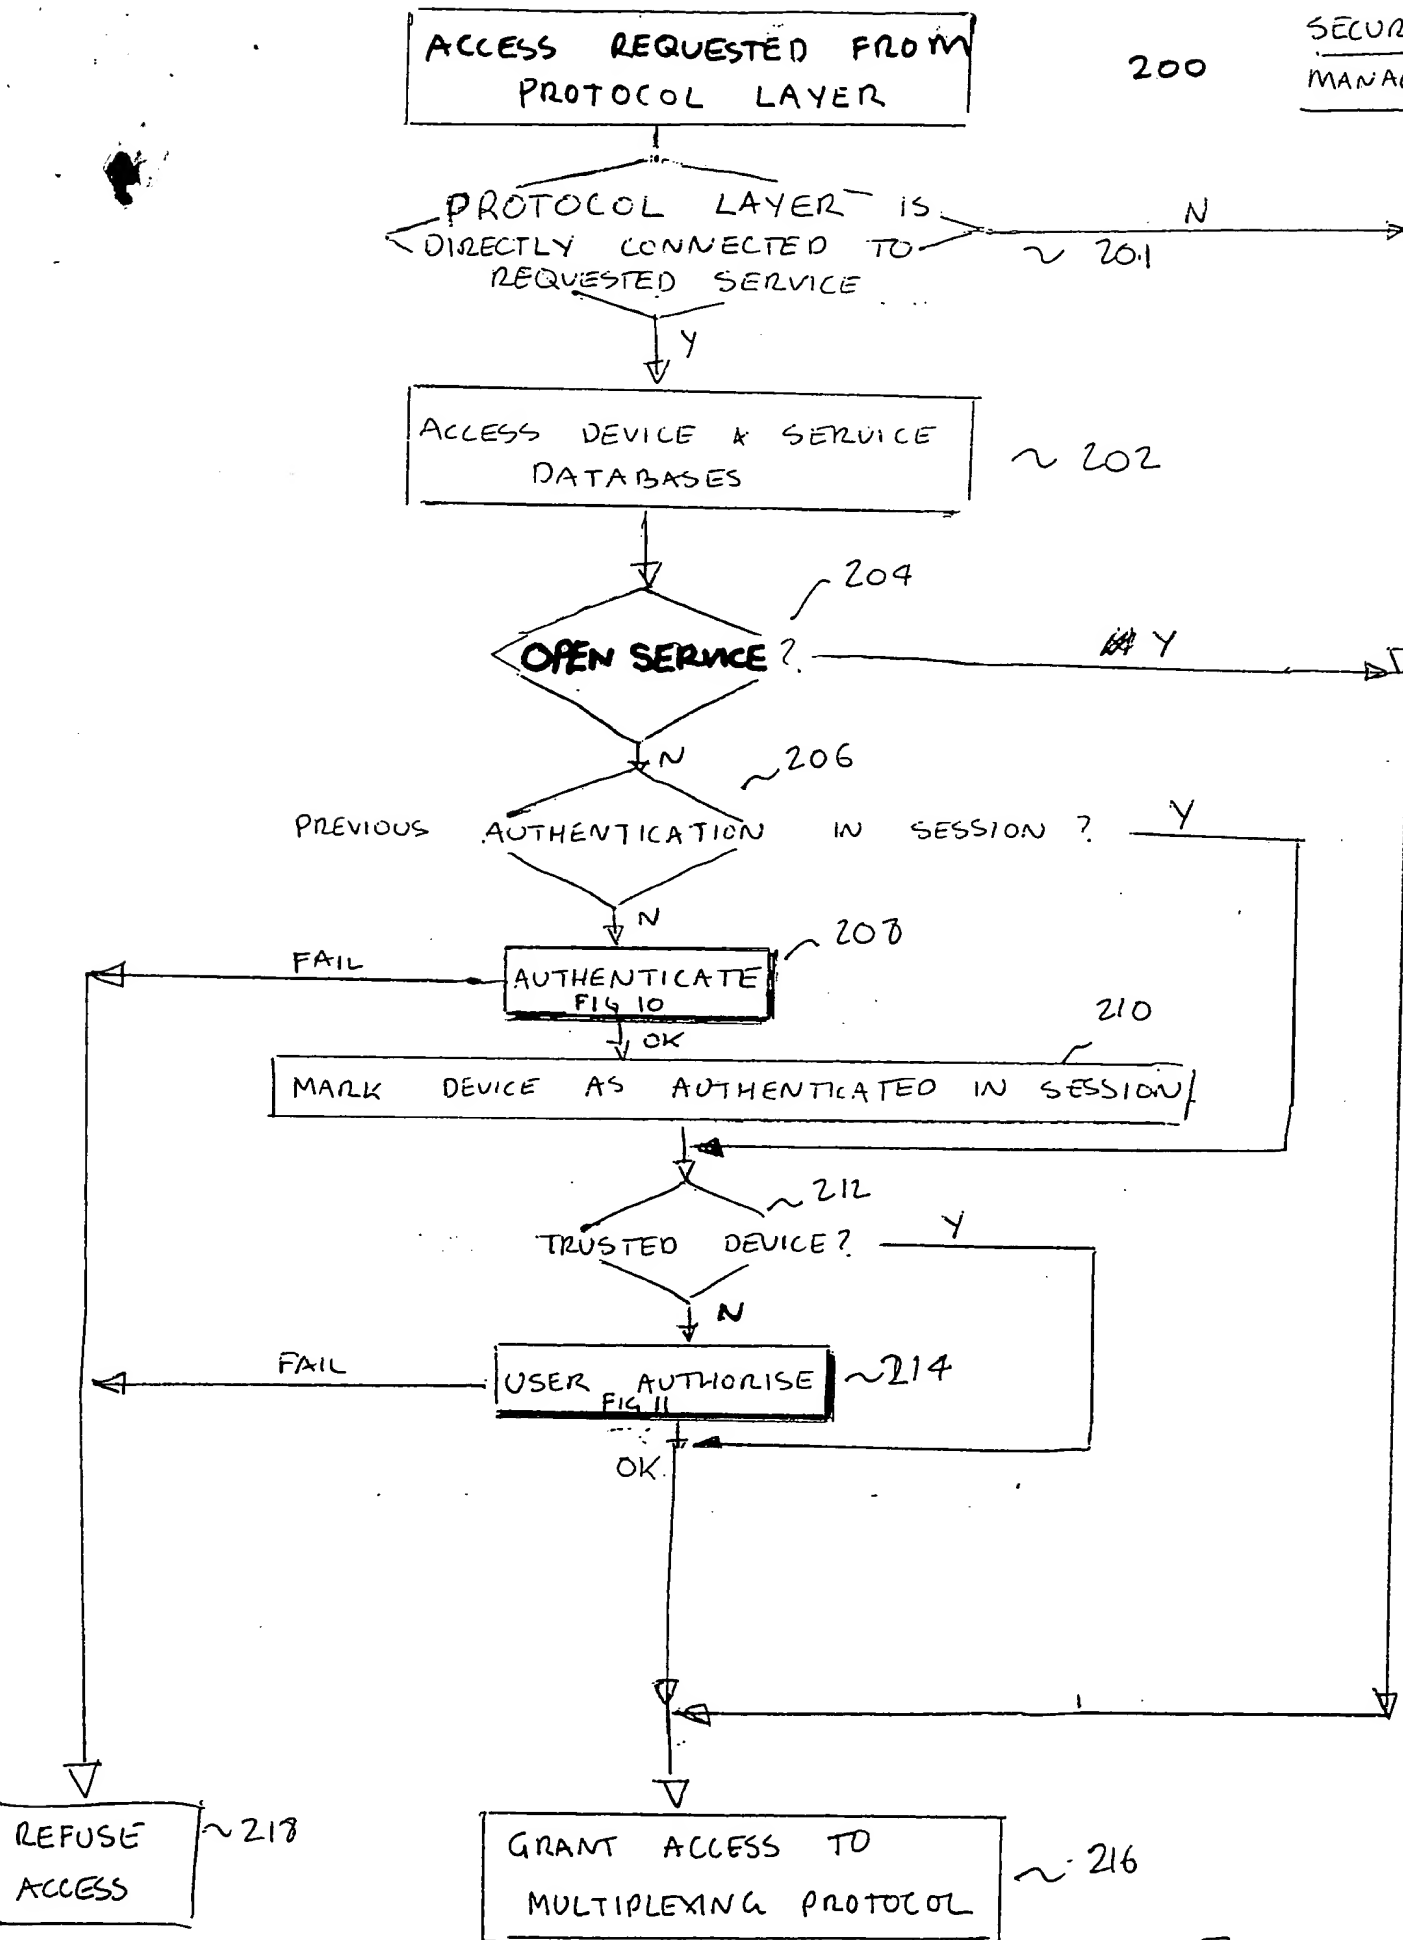 ACCESS REQUESTED FROM
PROTOCOL LAYER
200
PROTOCOL LAYER IS
DIRECTLY CONNECTED TO
REQUESTED SERVICE
N
~ 201
Y
ACCESS DEVICE & SERVICE
DATABASES
~ 202
204
OPEN SERVICE?
Y
N
~206
PREVIOUS AUTHENTICATION IN SESSION ?
Y
N
208
FAIL
AUTHENTICATE
FIG 10
OK
210
MARK DEVICE AS AUTHENTICATED IN SESSION
~ 212
TRUSTED DEVICE?
Y
N
FAIL
USER AUTHORISE
FIG 11
~214
OK
REFUSE
ACCESS
~218
GRANT ACCESS TO
MULTIPLEXING PROTOCOL
~ 216